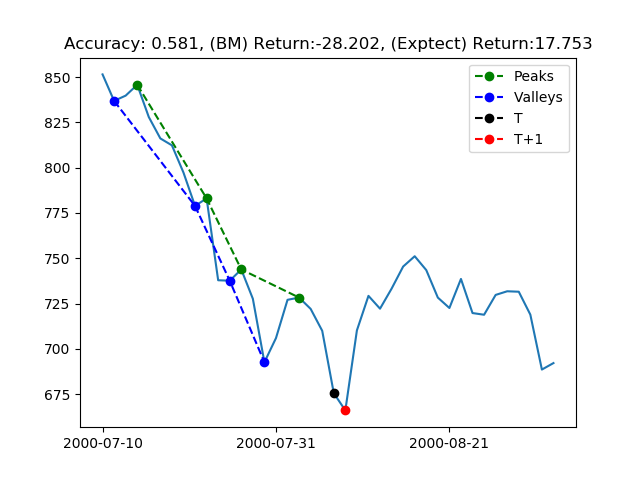 Accuracy: 0.581, (BM) Return:-28.202, (Exptect) Return:17.753
850
825
800
775
750
725
700
675
Peaks
Valleys
T
T+1
2000-07-10
2000-07-31
2000-08-21